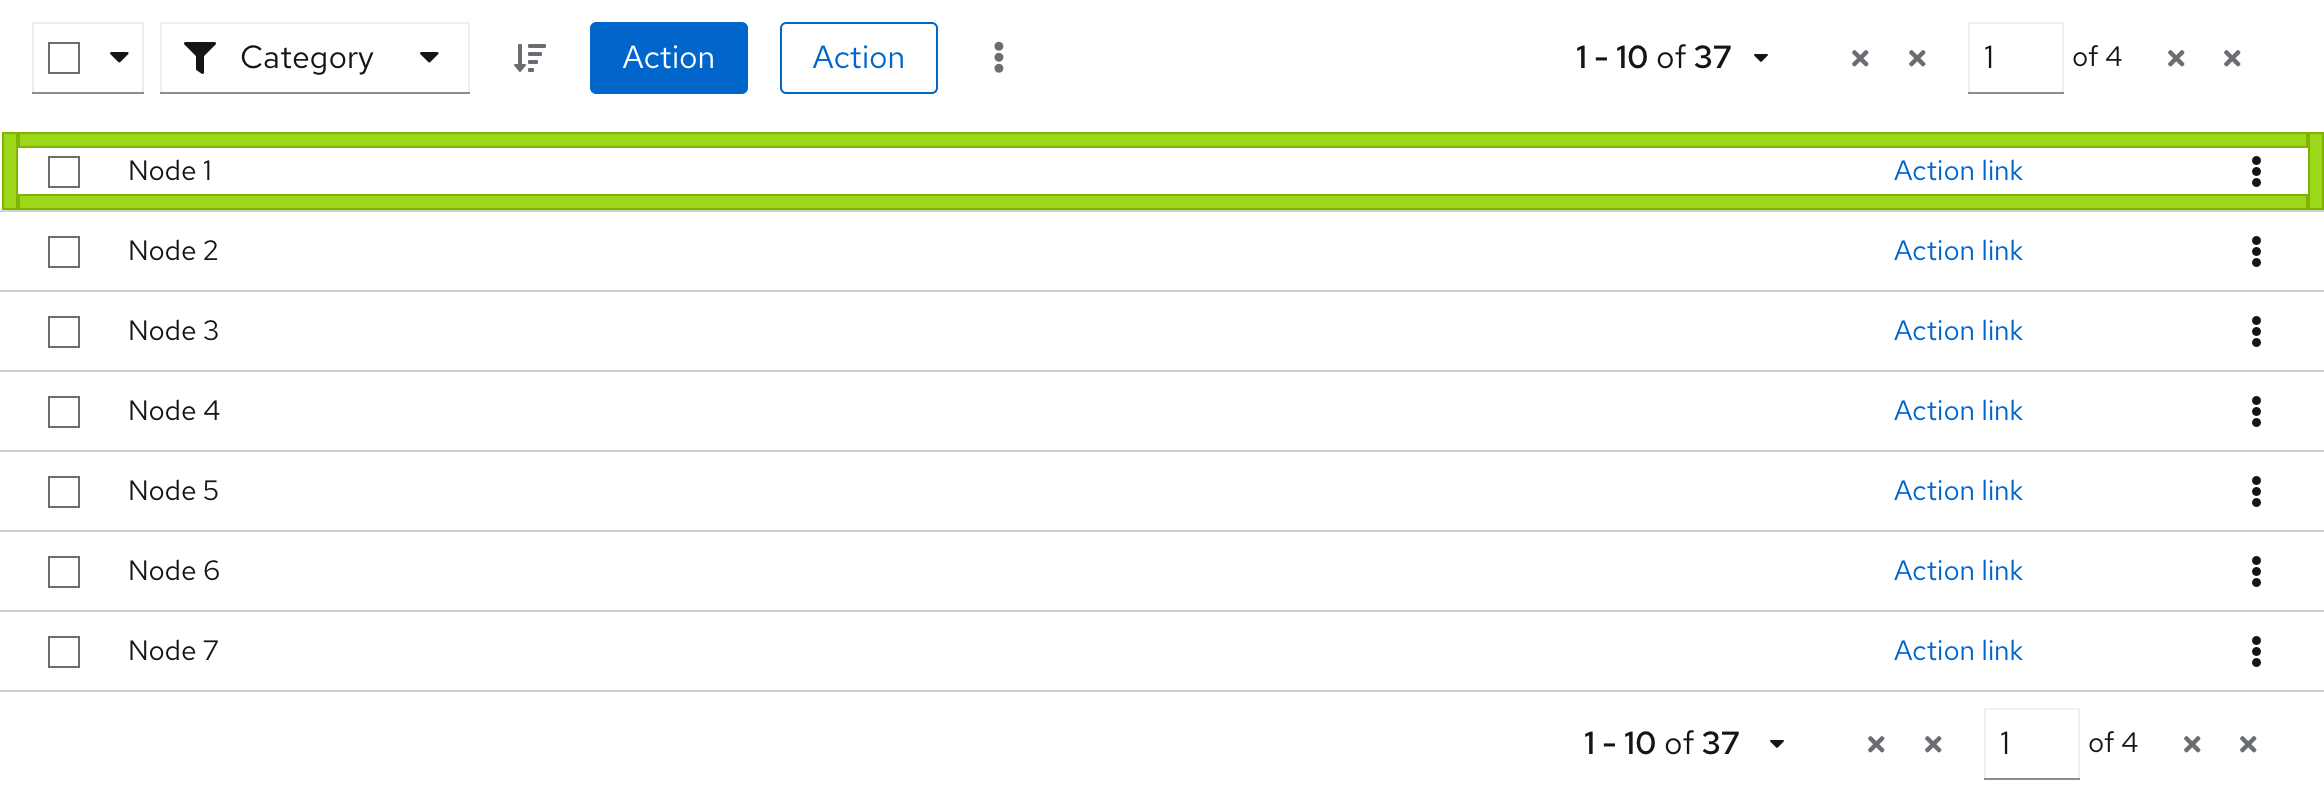 Category Action Action 1 - 10 of 37 1 of 4
Node 1 Action link
Node 2 Action link
Node 3 Action link
Node 4 Action link
Node 5 Action link
Node 6 Action link
Node 7 Action link
1 - 10 of 37 1 of 4